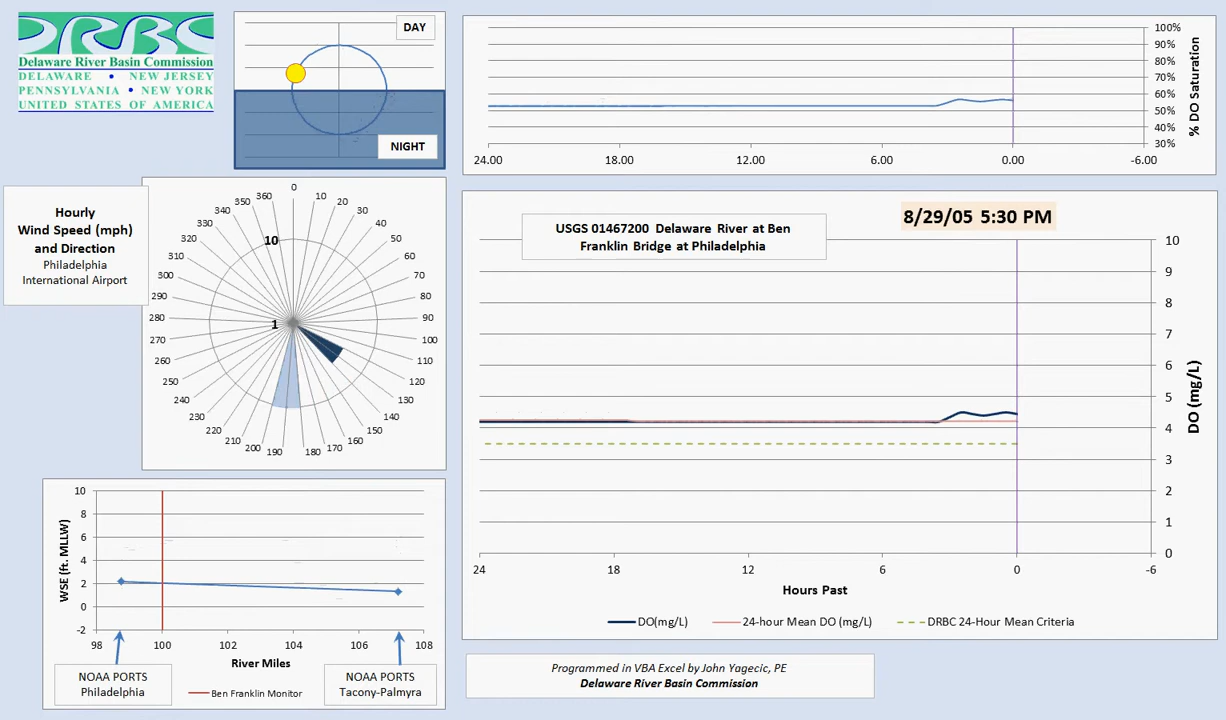 DRBC
Delaware River Basin Commission
DELAWARE • NEW JERSEY
PENNSYLVANIA • NEW YORK
UNITED STATES OF AMERICA
DAY
NIGHT
100%
90%
80%
70%
60%
50%
40%
30%
% DO Saturation
24.00 18.00 12.00 6.00 0.00 -6.00
Hourly
Wind Speed (mph)
and Direction
Philadelphia
International Airport
0
10
20
30
40
50
60
70
80
90
100
110
120
130
140
150
160
170
180
190
200
210
220
230
240
250
260
270
280
290
300
310
320
330
340
350
360
10
1
USGS 01467200 Delaware River at Ben
Franklin Bridge at Philadelphia
8/29/05 5:30 PM
10
9
8
7
6
5
4
3
2
1
0
DO (mg/L)
24 18 12 6 0 -6
Hours Past
DO(mg/L) 24-hour Mean DO (mg/L) DRBC 24-Hour Mean Criteria
10
8
6
4
2
0
-2
WSE (ft. MLLW)
98 100 102 104 106 108
River Miles
NOAA PORTS
Philadelphia
Ben Franklin Monitor
NOAA PORTS
Tacony-Palmyra
Programmed in VBA Excel by John Yagecic, PE
Delaware River Basin Commission